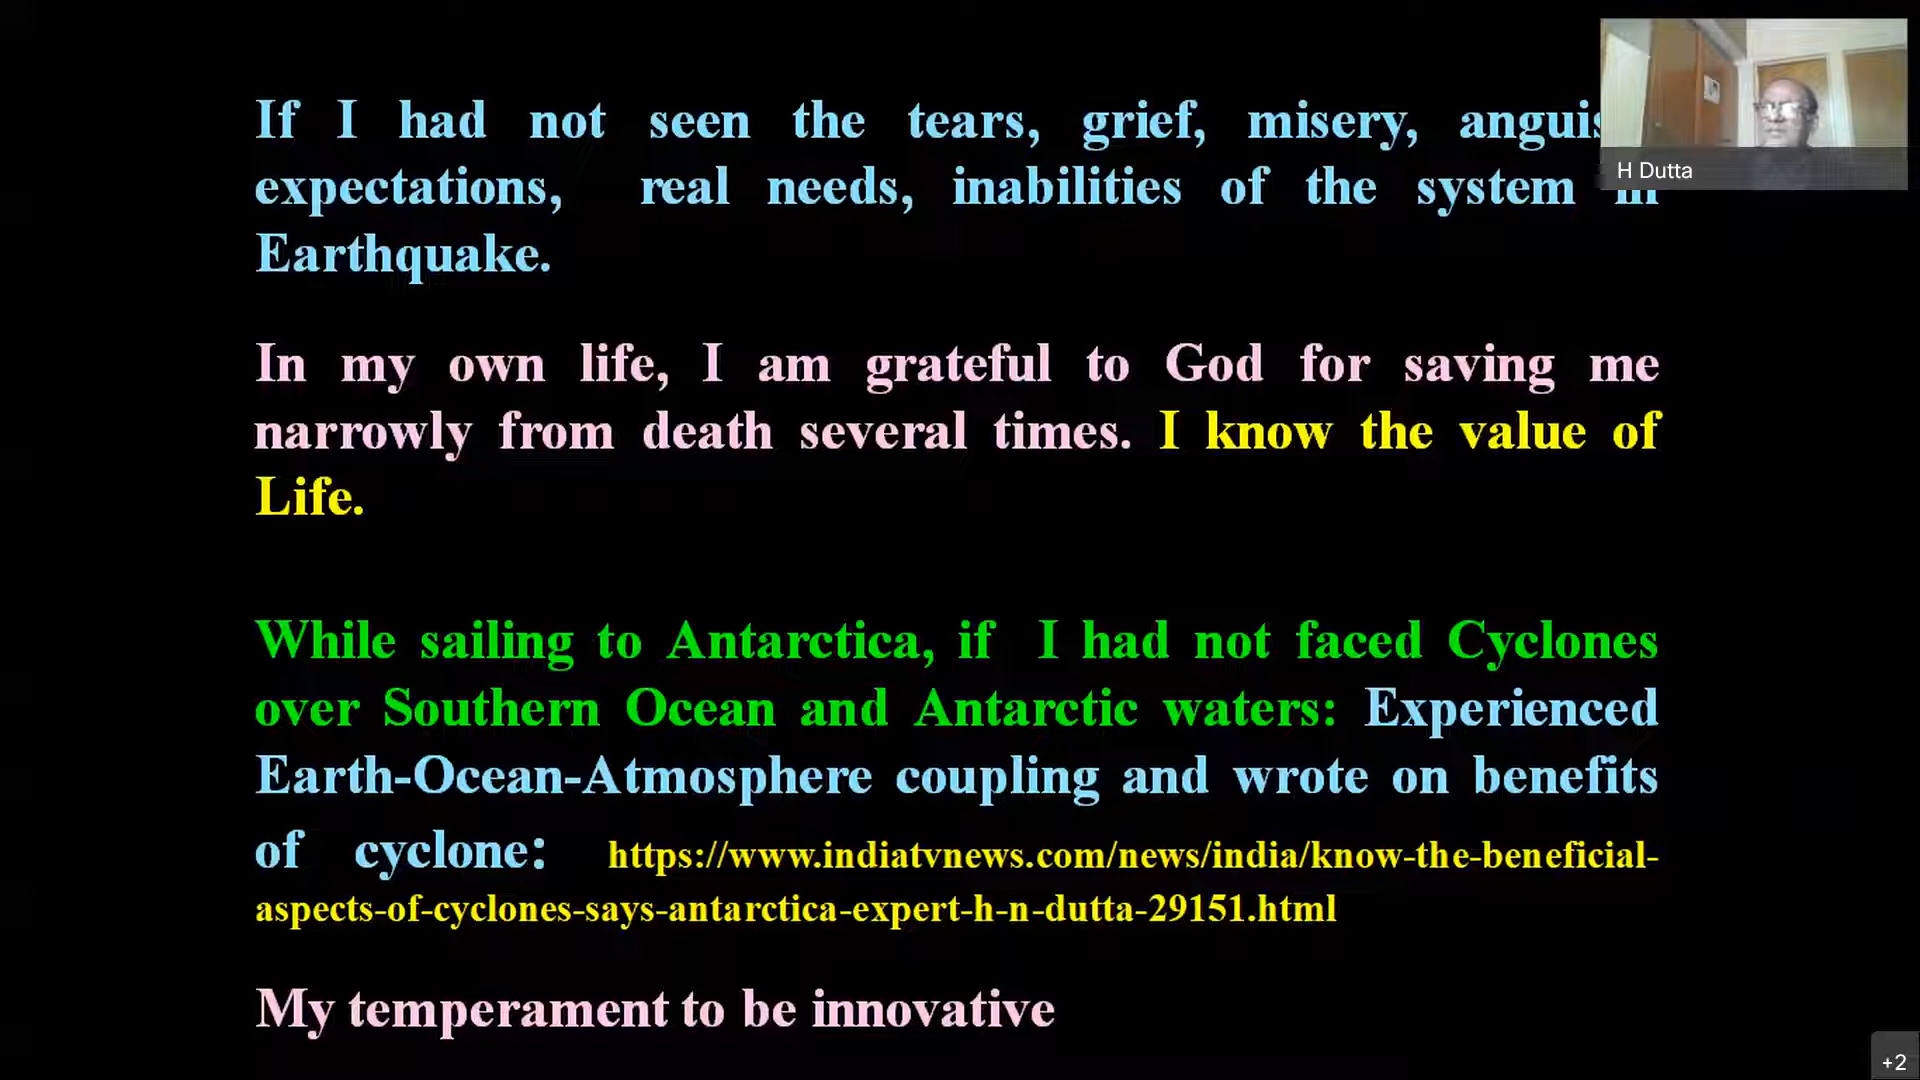 If I had not seen the tears, grief, misery,
H Dutta
expectations, real needs, inabilities of the system in
Earthquake.
In my own life, I am grateful to God for saving me
narrowly from death several times. I know the value of
Life.
While sailing to Antarctica, if I had not faced Cyclones
over Southern Ocean and Antarctic waters: Experienced
Earth-Ocean-Atmosphere coupling and wrote on benefits
of cyclone: https://www.indiatvnews.com/news/india/know-the-beneficial-
aspects-of-cyclones-says-antarctica-expert-h-n-dutta-29151.html
My temperament to be innovative
+2